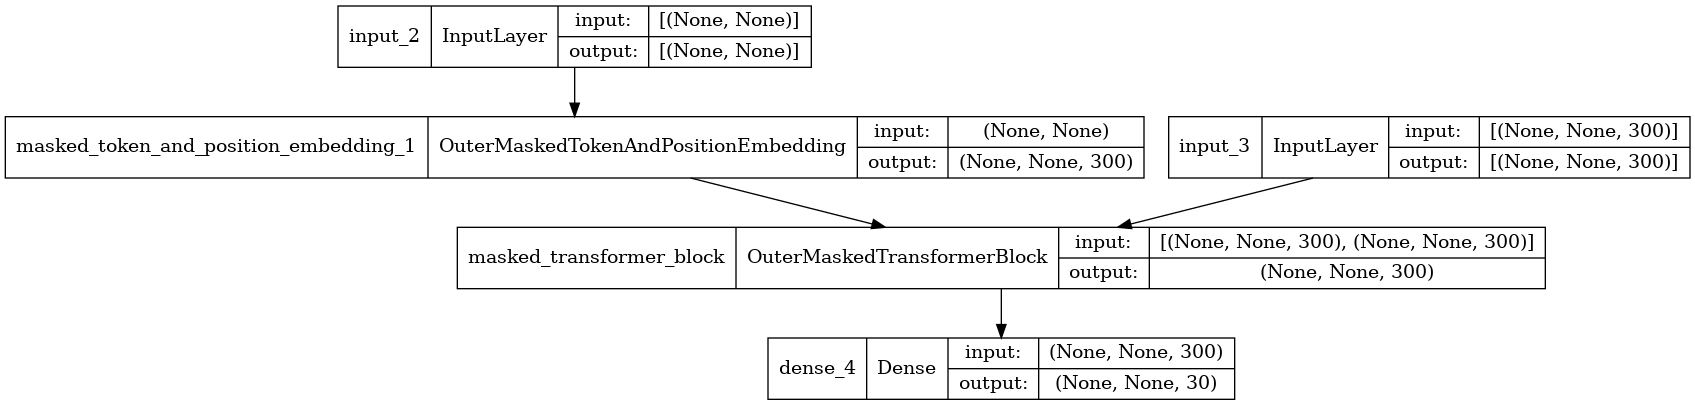 input_2 InputLayer input: [(None, None)]
output: [(None, None)]
masked_token_and_position_embedding_1 OuterMaskedTokenAndPositionEmbedding input: (None, None)
output: (None, None, 300)
input_3 InputLayer input: [(None, None, 300)]
output: [(None, None, 300)]
masked_transformer_block OuterMaskedTransformerBlock input: [(None, None, 300), (None, None, 300)]
output: (None, None, 300)
dense_4 Dense input: (None, None, 300)
output: (None, None, 30)